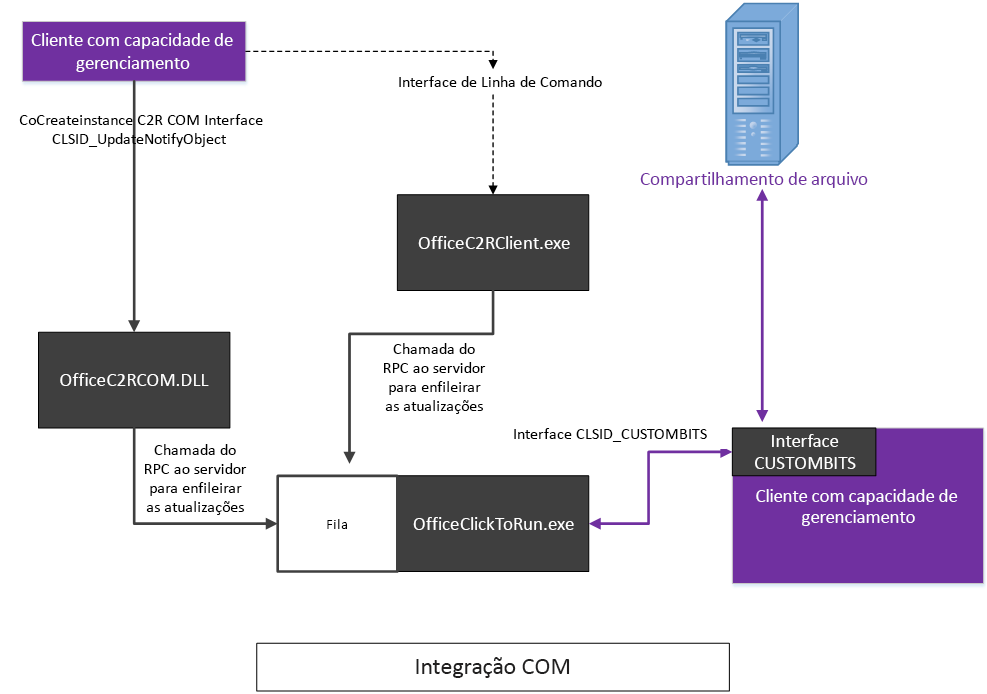 Cliente com capacidade de
gerenciamento
Interface de Linha de Comando
CoCreateinstance C2R COM Interface
CLSID_UpdateNotifyObject
Compartilhamento de arquivo
OfficeC2RClient.exe
Chamada do
RPC ao servidor
para enfileirar
as atualizações
OfficeC2RCOM.DLL
Chamada do
RPC ao servidor
para enfileirar
as atualizações
Interface CLSID_CUSTOMBITS
Interface
CUSTOMBITS
Cliente com capacidade de
gerenciamento
Fila
OfficeClickToRun.exe
Integração COM